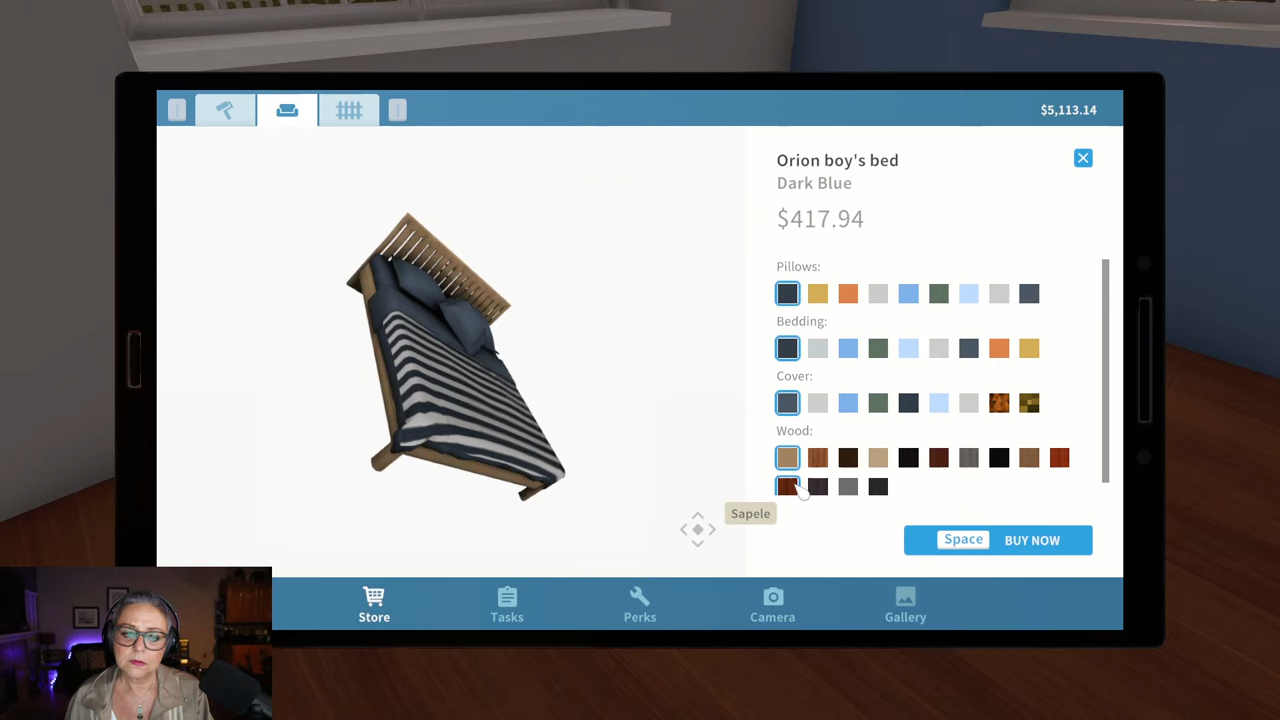 $5,113.14
Orion boy's bed
Dark Blue
$417.94
Pillows:
Bedding:
Cover:
Wood:
Sapele
Space BUY NOW
Store Tasks Perks Camera Gallery